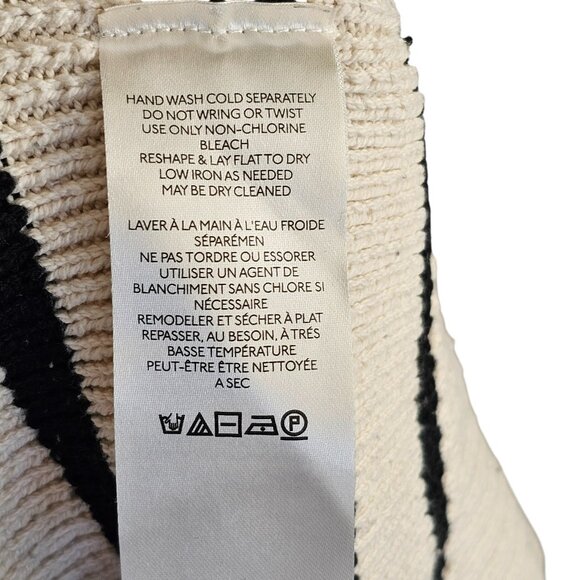 HAND WASH COLD SEPARATELY
DO NOT WRING OR TWIST
USE ONLY NON-CHLORINE
BLEACH
RESHAPE & LAY FLAT TO DRY
LOW IRON AS NEEDED
MAY BE DRY CLEANED
LAVER À LA MAIN À L'EAU FROIDE
SÉPARÉMEN
NE PAS TORDRE OU ESSORER
UTILISER UN AGENT DE
BLANCHIMENT SANS CHLORE SI
NÉCESSAIRE
REMODELER ET SÉCHER À PLAT
REPASSER, AU BESOIN, À TRÉS
BASSE TEMPÉRATURE
PEUT-ÊTRE ÊTRE NETTOYÉE
A SEC
P